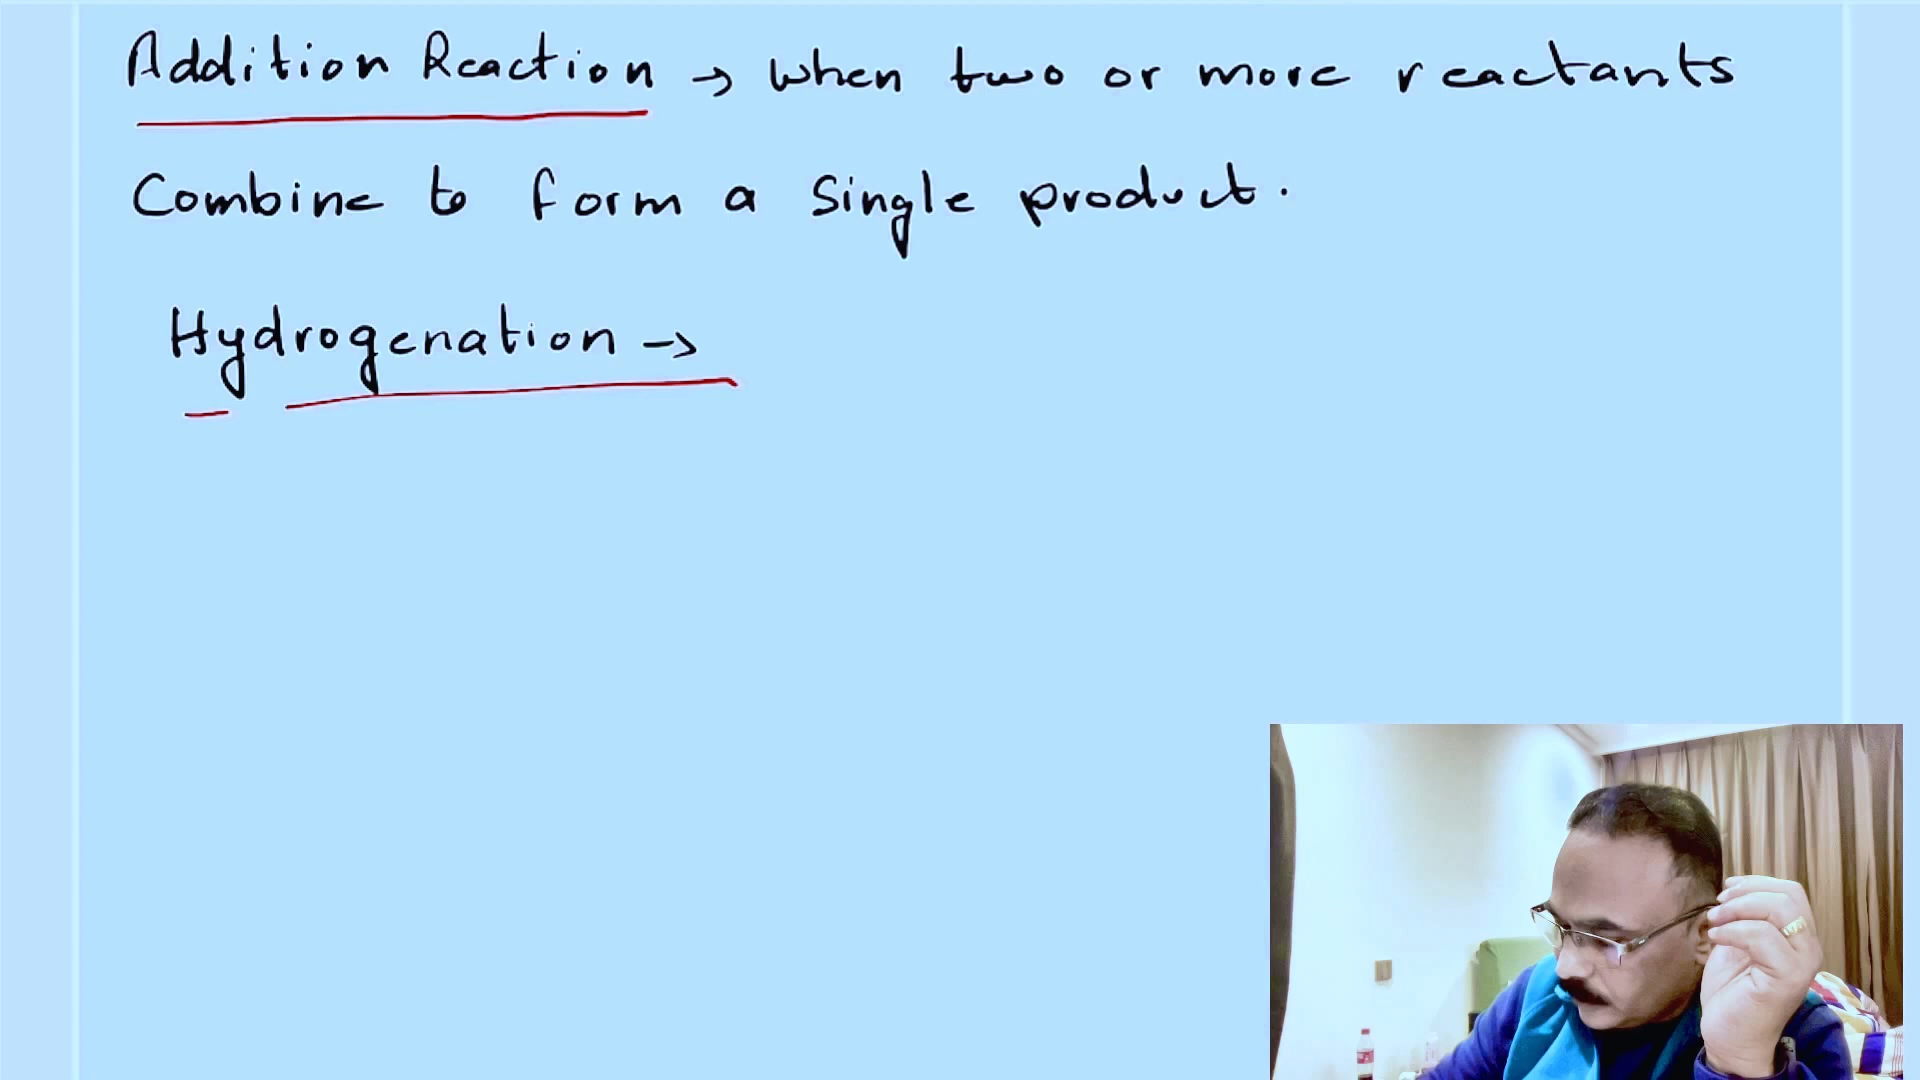 Addition Reaction → When two or more reactants
Combine to form a single product.
Hydrogenation →